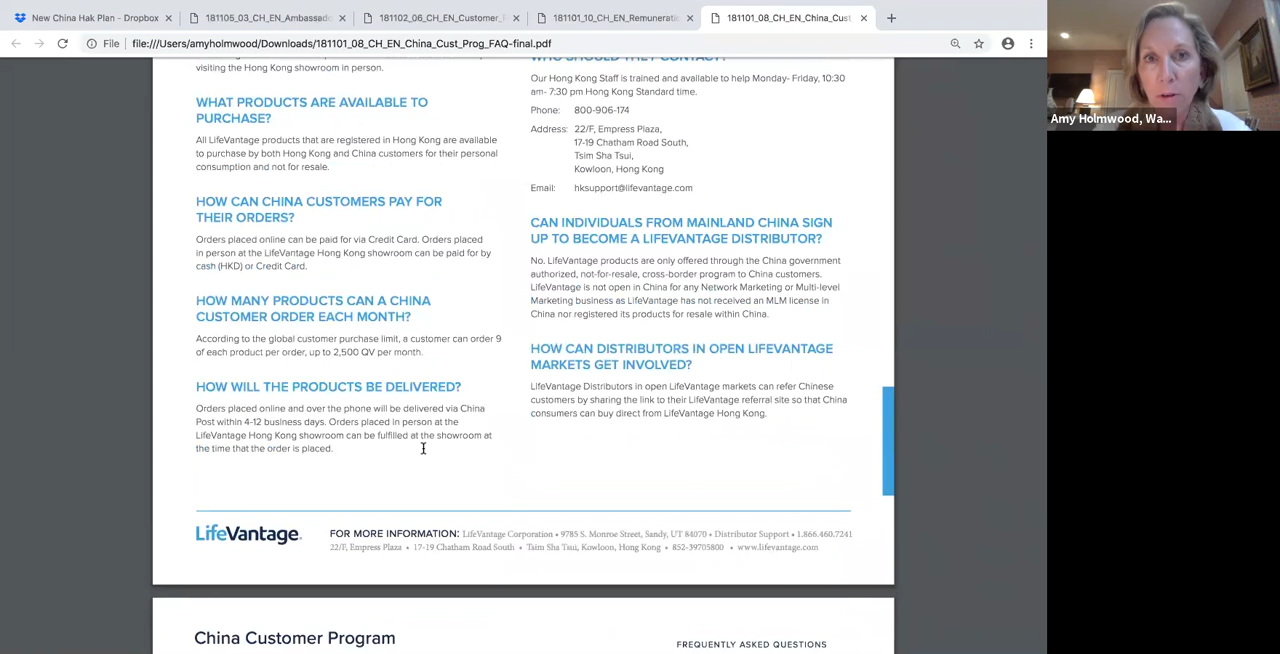 New China Hak Plan - Dropbox
181105_03_CH_EN_Ambassad
181102_06_CH_EN_Customer_
181101_10_CH_EN_Remunerati
181101_08_CH_EN_China_Cust
File
file:///Users/amyholmwood/Downloads/181101_08_CH_EN_China_Cust_Prog_FAQ-final.pdf
visiting the Hong Kong showroom in person.
WHAT PRODUCTS ARE AVAILABLE TO
PURCHASE?
All LifeVantage products that are registered in Hong Kong are available
to purchase by both Hong Kong and China customers for their personal
consumption and not for resale.
HOW CAN CHINA CUSTOMERS PAY FOR
THEIR ORDERS?
Orders placed online can be paid for via Credit Card. Orders placed
in person at the LifeVantage Hong Kong showroom can be paid for by
cash (HKD) or Credit Card.
HOW MANY PRODUCTS CAN A CHINA
CUSTOMER ORDER EACH MONTH?
According to the global customer purchase limit, a customer can order 9
of each product per order, up to 2,500 QV per month.
HOW WILL THE PRODUCTS BE DELIVERED?
Orders placed online and over the phone will be delivered via China
Post within 4-12 business days. Orders placed in person at the
LifeVantage Hong Kong showroom can be fulfilled at the showroom at
the time that the order is placed.
WHO SHOULD THEY CONTACT?
Our Hong Kong Staff is trained and available to help Monday- Friday, 10:30
am- 7:30 pm Hong Kong Standard time.
Phone: 800-906-174
Address: 22/F, Empress Plaza,
17-19 Chatham Road South,
Tsim Sha Tsui,
Kowloon, Hong Kong
Email: hksupport@lifevantage.com
CAN INDIVIDUALS FROM MAINLAND CHINA SIGN
UP TO BECOME A LIFEVANTAGE DISTRIBUTOR?
No. LifeVantage products are only offered through the China government
authorized, not-for-resale, cross-border program to China customers.
LifeVantage is not open in China for any Network Marketing or Multi-level
Marketing business as LifeVantage has not received an MLM license in
China nor registered its products for resale within China.
HOW CAN DISTRIBUTORS IN OPEN LIFEVANTAGE
MARKETS GET INVOLVED?
LifeVantage Distributors in open LifeVantage markets can refer Chinese
customers by sharing the link to their LifeVantage referral site so that China
consumers can buy direct from LifeVantage Hong Kong.
LifeVantage.
FOR MORE INFORMATION: LifeVantage Corporation • 9785 S. Monroe Street, Sandy, UT 84070 • Distributor Support • 1.866.460.7241
22/F, Empress Plaza • 17-19 Chatham Road South • Tsim Sha Tsui, Kowloon, Hong Kong • 852-39705800 • www.lifevantage.com
China Customer Program
FREQUENTLY ASKED QUESTIONS
Amy Holmwood, Wa...